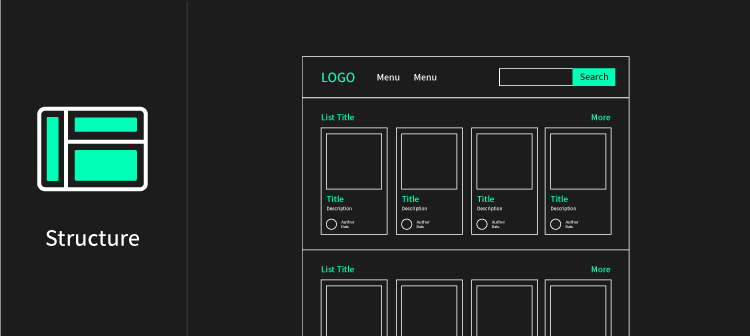 Structure
LOGO Menu Menu Search
List Title More
Title Title Title Title
Description Description Description Description
Author Author Author Author
Date Date Date Date
List Title More